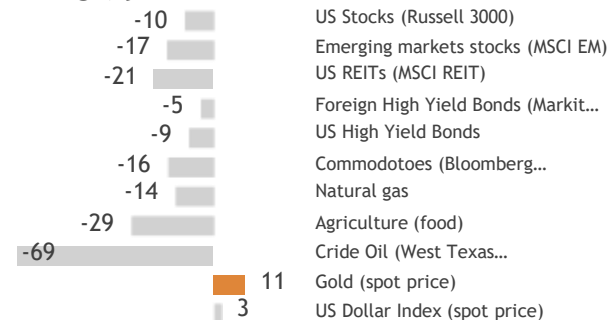 -10 US Stocks (Russell 3000)
-17 Emerging markets stocks (MSCI EM)
-21 US REITs (MSCI REIT)
-5 Foreign High Yield Bonds (Markit…
-9 US High Yield Bonds
-16 Commodotoes (Bloomberg…
-14 Natural gas
-29 Agriculture (food)
-69 Cride Oil (West Texas…
11 Gold (spot price)
3 US Dollar Index (spot price)